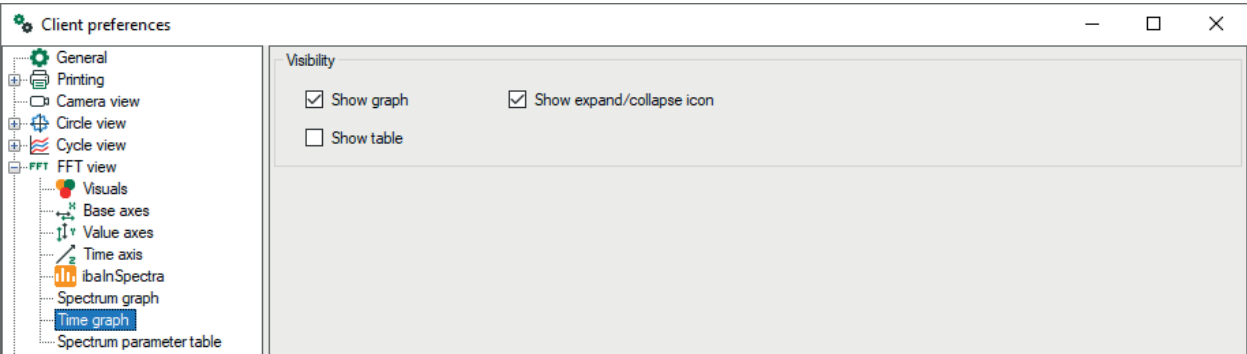 Client preferences
General
Printing
Camera view
Circle view
Cycle view
FFT FFT view
Visuals
X Base axes
Y Value axes
Z Time axis
ibaInSpectra
Spectrum graph
Time graph
Spectrum parameter table
Visibility
Show graph
Show expand/collapse icon
Show table